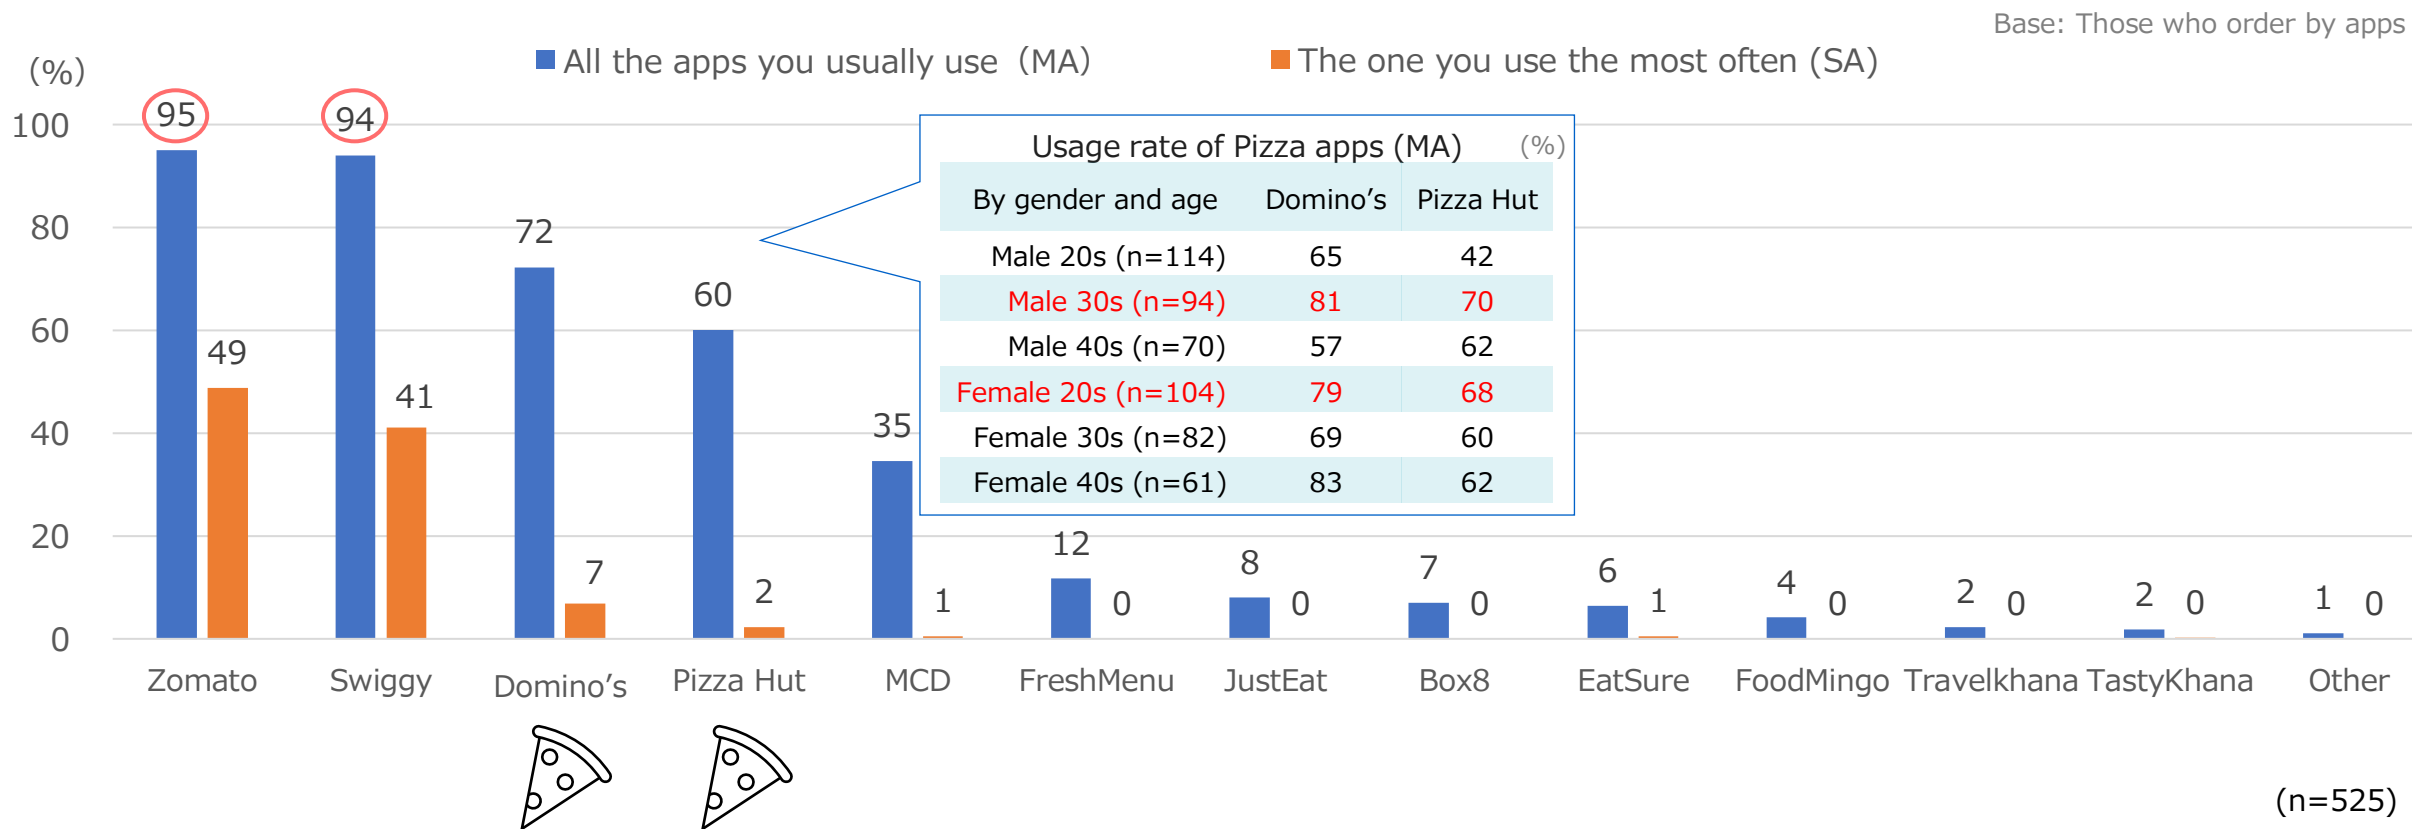 Base: Those who order by apps
All the apps you usually use（MA） The one you use the most often (SA)
(%)
100
80
60
40
20
0
95
49
94
41
72
7
60
2
35
1
12
0
8
0
7
0
6
1
4
0
2
0
2
0
1
0
Usage rate of Pizza apps (MA) (%)
By gender and age Domino’s Pizza Hut
Male 20s (n=114) 65 42
Male 30s (n=94) 81 70
Male 40s (n=70) 57 62
Female 20s (n=104) 79 68
Female 30s (n=82) 69 60
Female 40s (n=61) 83 62
Zomato Swiggy Domino’s Pizza Hut MCD FreshMenu JustEat Box8 EatSure FoodMingo Travelkhana TastyKhana Other
(n=525)